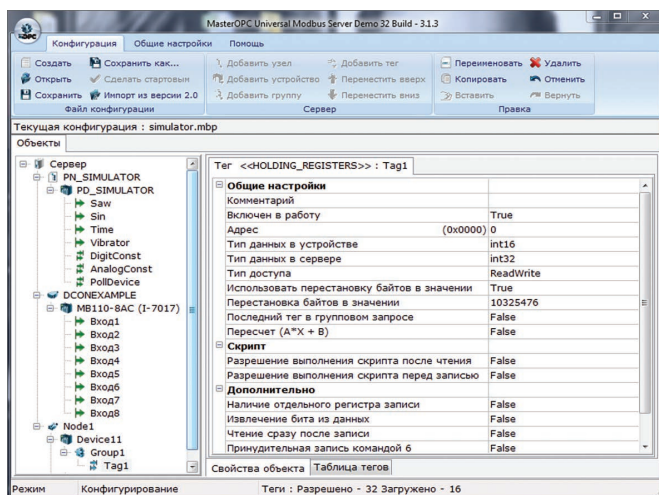 MasterOPC Universal Modbus Server Demo 32 Build - 3.1.3
Конфигурация Общие настройки Помощь
Создать Сохранить как... Добавить узел Добавить тег Переименовать Удалить
Открыть Сделать стартовым Добавить устройство Переместить вверх Копировать Отменить
Сохранить Импорт из версии 2.0 Добавить группу Переместить вниз Вставить Вернуть
Файл конфигурации Сервер Правка
Текущая конфигурация : simulator.mbp
Объекты
Сервер
PN_SIMULATOR
PD_SIMULATOR
Saw
Sin
Time
Vibrator
DigitConst
AnalogConst
PollDevice
DCONEXAMPLE
МВ110-8АС (I-7017)
Вход1
Вход2
Вход3
Вход4
Вход5
Вход6
Вход7
Вход8
Node1
Device11
Group1
Tag1
Тег <<HOLDING_REGISTERS>> : Tag1
Общие настройки
Комментарий
Включен в работу True
Адрес (0x0000) 0
Тип данных в устройстве int16
Тип данных в сервере int32
Тип доступа ReadWrite
Использовать перестановку байтов в значении True
Перестановка байтов в значении 10325476
Последний тег в групповом запросе False
Пересчет (A*X + B) False
Скрипт
Разрешение выполнения скрипта после чтения False
Разрешение выполнения скрипта перед записью False
Дополнительно
Наличие отдельного регистра записи False
Извлечение бита из данных False
Чтение сразу после записи False
Принудительная запись командой 6 False
Свойства объекта Таблица тегов
Режим Конфигурирование Теги : Разрешено - 32 Загружено - 16